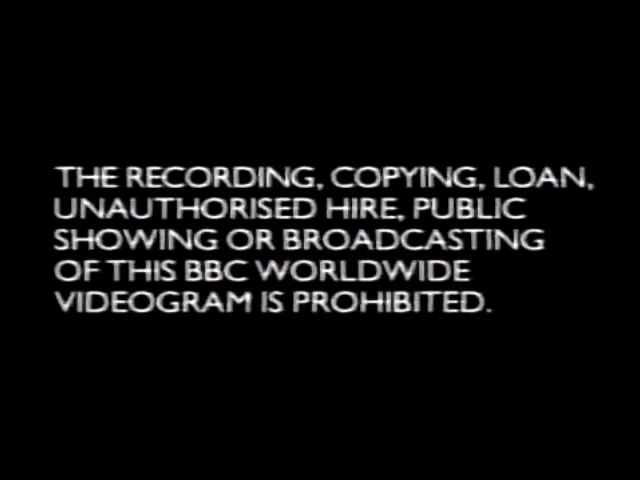 THE RECORDING, COPYING, LOAN,
UNAUTHORISED HIRE, PUBLIC
SHOWING OR BROADCASTING
OF THIS BBC WORLDWIDE
VIDEOGRAM IS PROHIBITED.